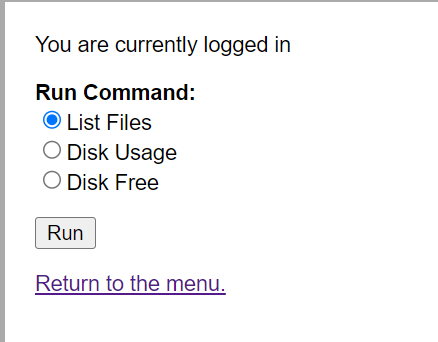 You are currently logged in
Run Command:
List Files
Disk Usage
Disk Free
Run
Return to the menu.